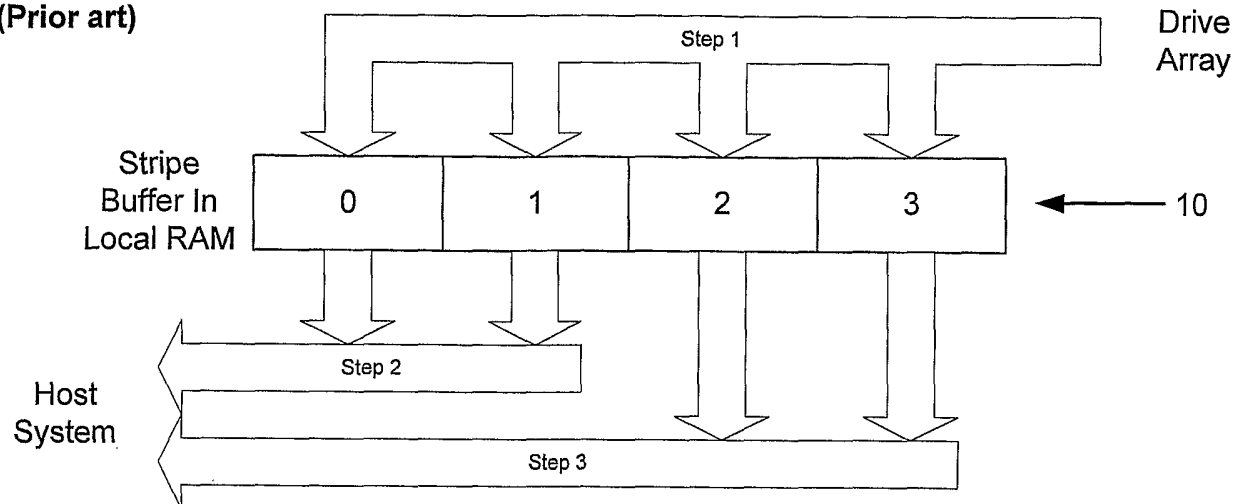 (Prior art)
Step 1
Drive
Array
Stripe
Buffer In
Local RAM
0
1
2
3
10
Step 2
Host
System
Step 3